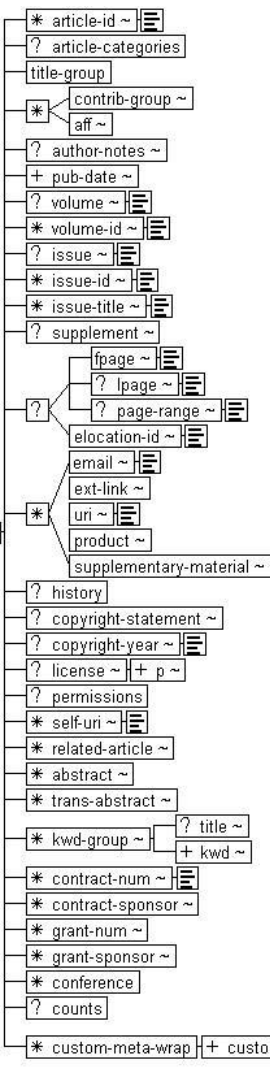 * article-id ~
? article-categories
title-group
*
contrib-group ~
aff ~
? author-notes ~
+ pub-date ~
? volume ~
* volume-id ~
? issue ~
* issue-id ~
* issue-title ~
? supplement ~
?
fpage ~
? lpage ~
? page-range ~
elocation-id ~
*
email ~
ext-link ~
uri ~
product ~
supplementary-material ~
? history
? copyright-statement ~
? copyright-year ~
? license ~ + p ~
? permissions
* self-uri ~
* related-article ~
* abstract ~
* trans-abstract ~
* kwd-group ~
? title ~
+ kwd ~
* contract-num ~
* contract-sponsor ~
* grant-num ~
* grant-sponsor ~
* conference
? counts
* custom-meta-wrap + custo